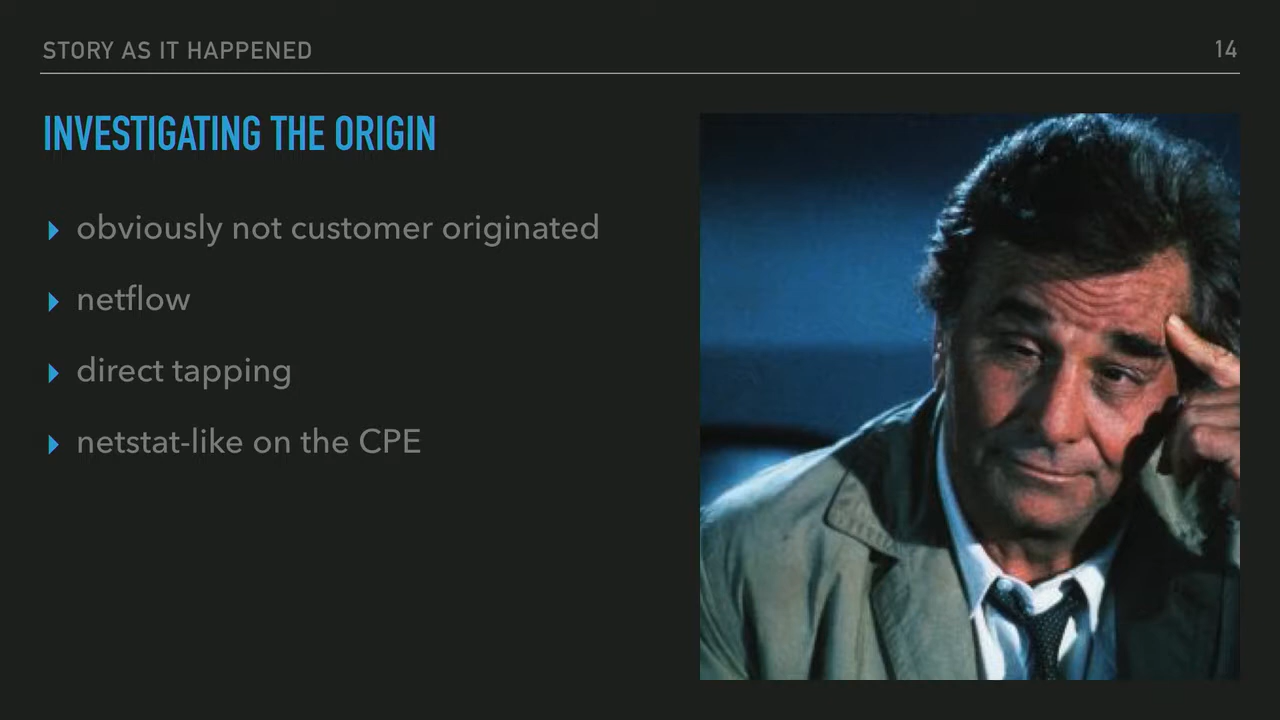 STORY AS IT HAPPENED 14
INVESTIGATING THE ORIGIN
obviously not customer originated
netflow
direct tapping
netstat-like on the CPE